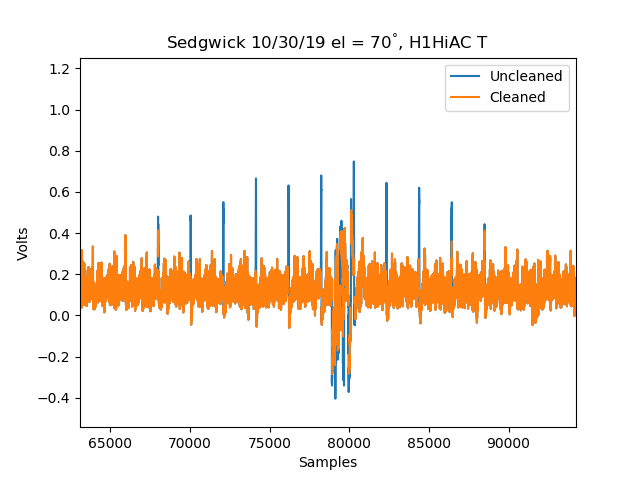 Sedgwick 10/30/19 el = 70°, H1HiAC T
Uncleaned
Cleaned
Volts
1.2
1.0
0.8
0.6
0.4
0.2
0.0
−0.2
−0.4
65000 70000 75000 80000 85000 90000
Samples